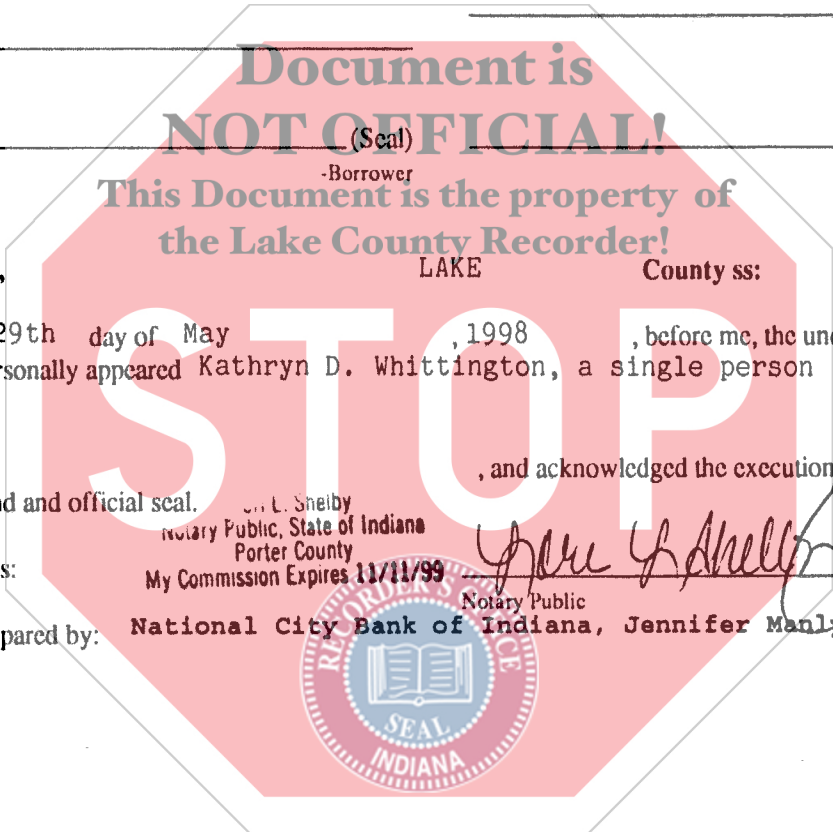 Document is
NOT OFFICIAL!
(Seal)
-Borrower
This Document is the property of
the Lake County Recorder!
LAKE County ss:
29th day of May , 1998 , before me, the und
rsonally appeared Kathryn D. Whittington, a single person
STOP
, and acknowledged the execution
d and official seal.
L. Shelby
Notary Public, State of Indiana
Porter County
My Commission Expires 11/11/99
s:
Notary Public
pared by: National City Bank of Indiana, Jennifer Manly
RECORDER'S OFFICE
SEAL
INDIANA